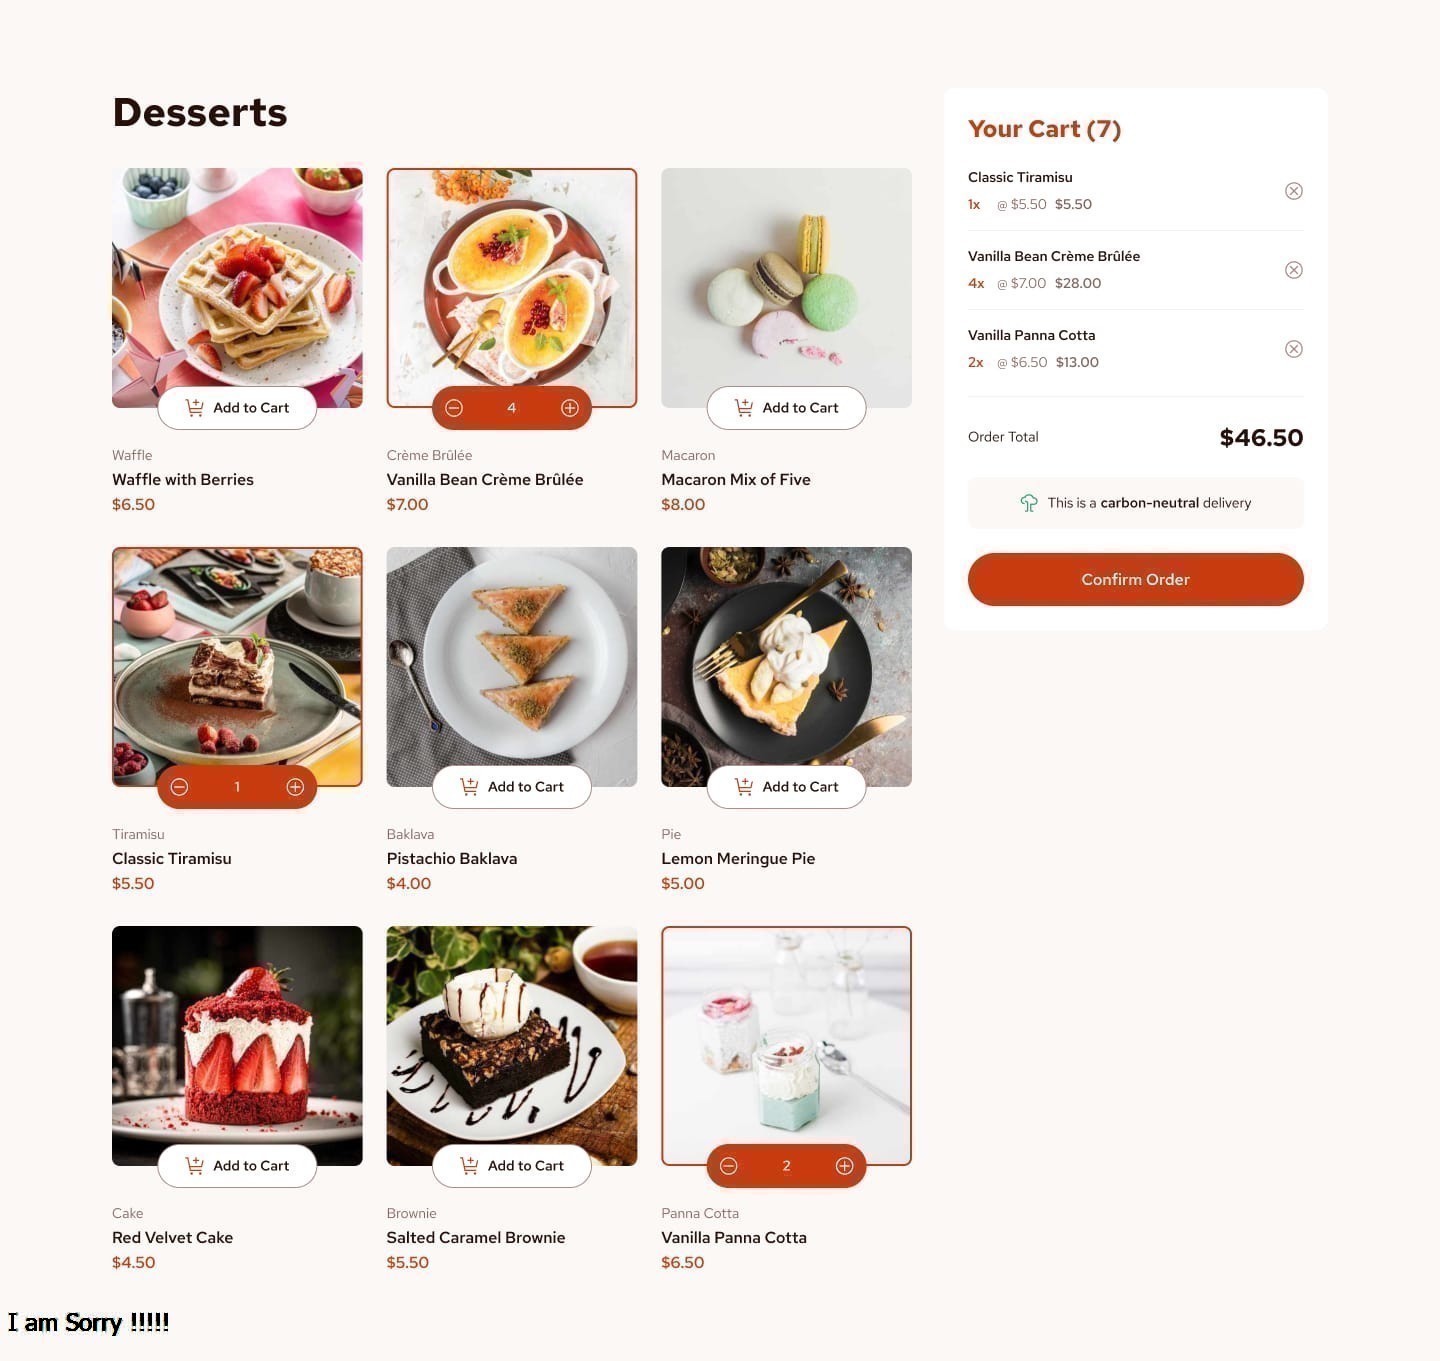 Desserts
Add to Cart
Waffle
Waffle with Berries
$6.50
4
Crème Brûlée
Vanilla Bean Crème Brûlée
$7.00
Add to Cart
Macaron
Macaron Mix of Five
$8.00
1
Tiramisu
Classic Tiramisu
$5.50
Add to Cart
Baklava
Pistachio Baklava
$4.00
Add to Cart
Pie
Lemon Meringue Pie
$5.00
Add to Cart
Cake
Red Velvet Cake
$4.50
Add to Cart
Brownie
Salted Caramel Brownie
$5.50
2
Panna Cotta
Vanilla Panna Cotta
$6.50
Your Cart (7)
Classic Tiramisu
1x @ $5.50 $5.50
Vanilla Bean Crème Brûlée
4x @ $7.00 $28.00
Vanilla Panna Cotta
2x @ $6.50 $13.00
Order Total $46.50
This is a carbon-neutral delivery
Confirm Order
I am Sorry !!!!!